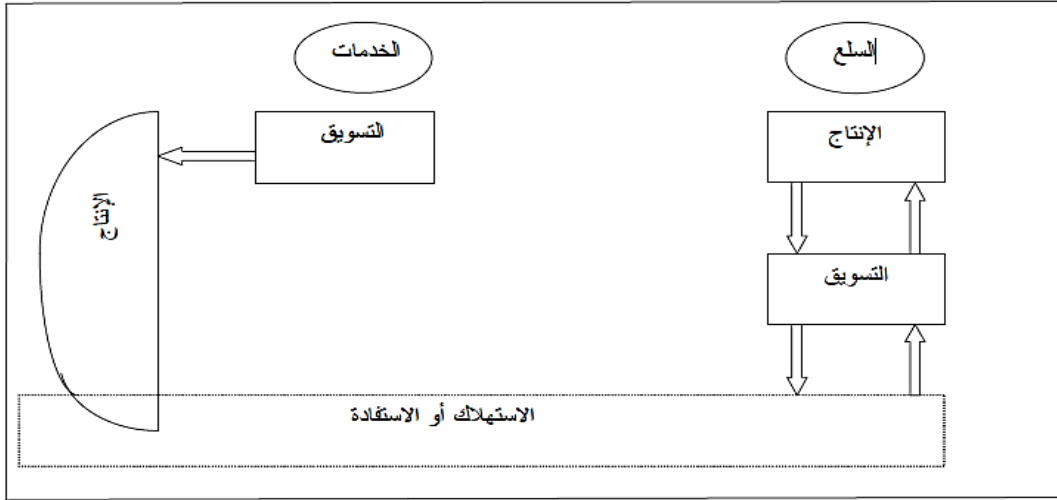 السلع
الخدمات
الإنتاج
التسويق
الإنتاج
التسويق
الاستهلاك أو الاستفادة